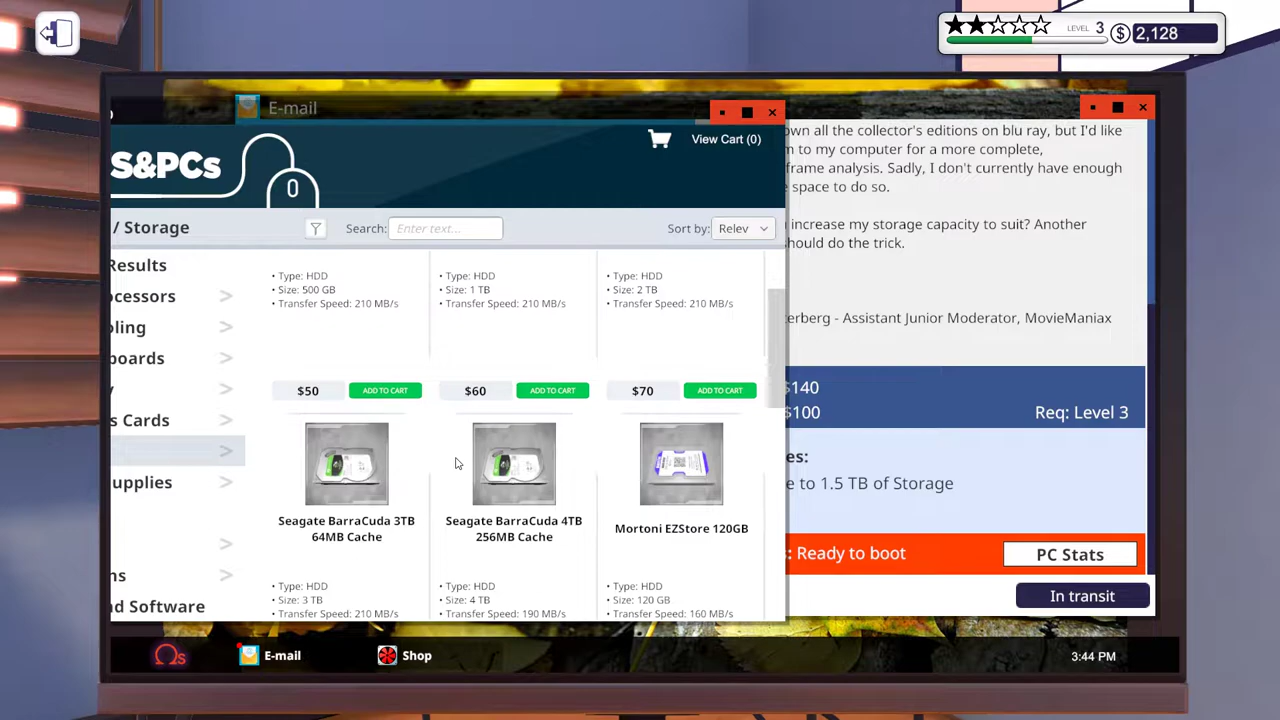 LEVEL 3 $ 2,128
E-mail
S&PCs
View Cart (0)
/ Storage
Search: Enter text...
Sort by: Relev
Results
ocessors >
oling >
boards >
>
s Cards >
>
upplies >
>
ns >
nd Software
• Type: HDD
• Size: 500 GB
• Transfer Speed: 210 MB/s
$50 ADD TO CART
• Type: HDD
• Size: 1 TB
• Transfer Speed: 210 MB/s
$60 ADD TO CART
• Type: HDD
• Size: 2 TB
• Transfer Speed: 210 MB/s
$70 ADD TO CART
Seagate BarraCuda 3TB
64MB Cache
• Type: HDD
• Size: 3 TB
• Transfer Speed: 210 MB/s
Seagate BarraCuda 4TB
256MB Cache
• Type: HDD
• Size: 4 TB
• Transfer Speed: 190 MB/s
Mortoni EZStore 120GB
• Type: HDD
• Size: 120 GB
• Transfer Speed: 160 MB/s
own all the collector's editions on blu ray, but I'd like
m to my computer for a more complete,
frame analysis. Sadly, I don't currently have enough
e space to do so.
u increase my storage capacity to suit? Another
should do the trick.
terberg - Assistant Junior Moderator, MovieManiax
$140
$100 Req: Level 3
es:
e to 1.5 TB of Storage
s: Ready to boot
PC Stats
In transit
Ωs
E-mail
Shop
3:44 PM